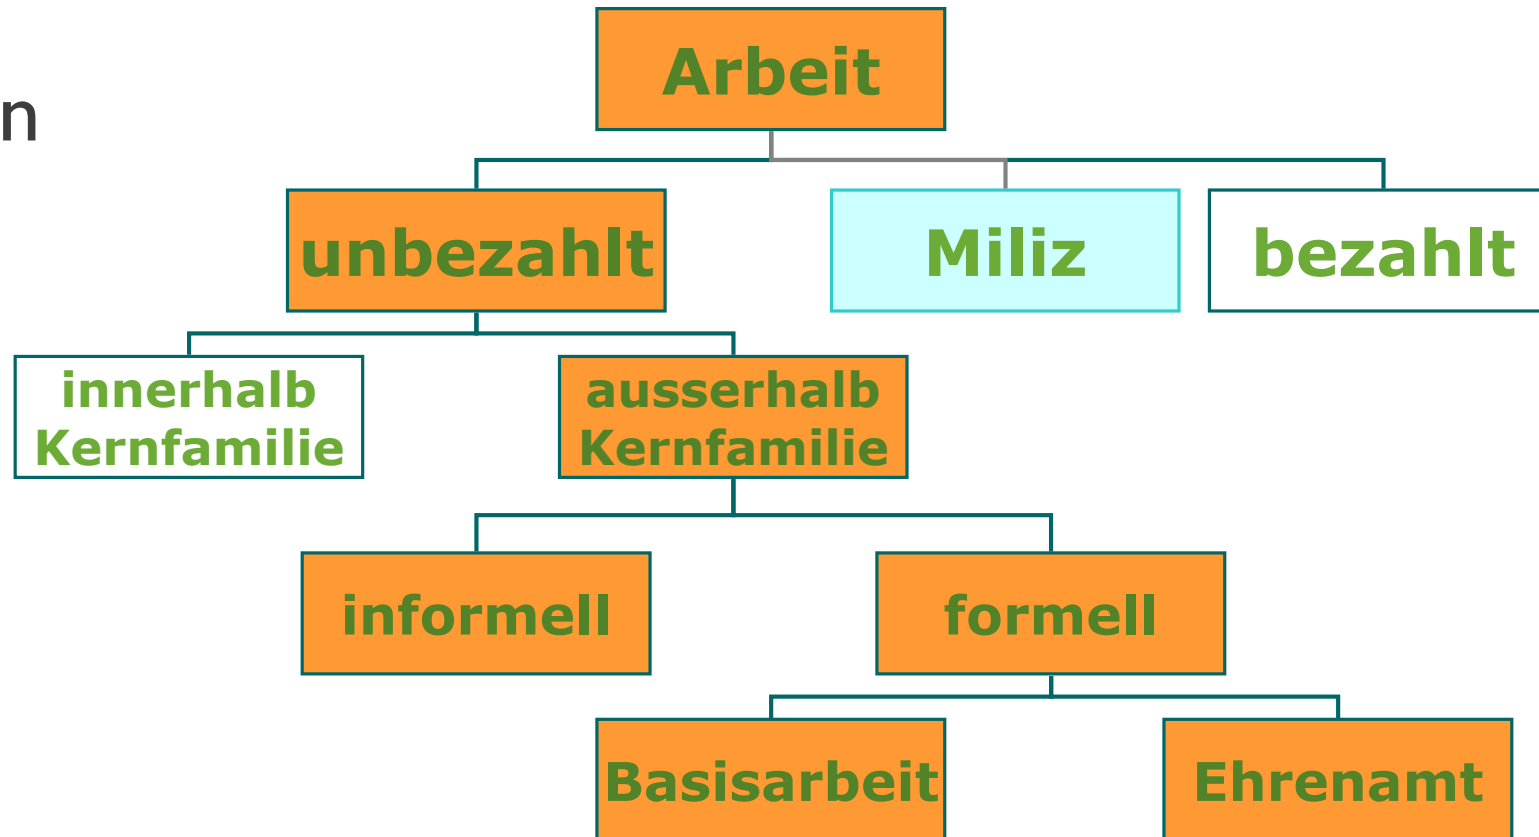 Arbeit
n
unbezahlt
Miliz
bezahlt
innerhalb
Kernfamilie
ausserhalb
Kernfamilie
informell
formell
Basisarbeit
Ehrenamt